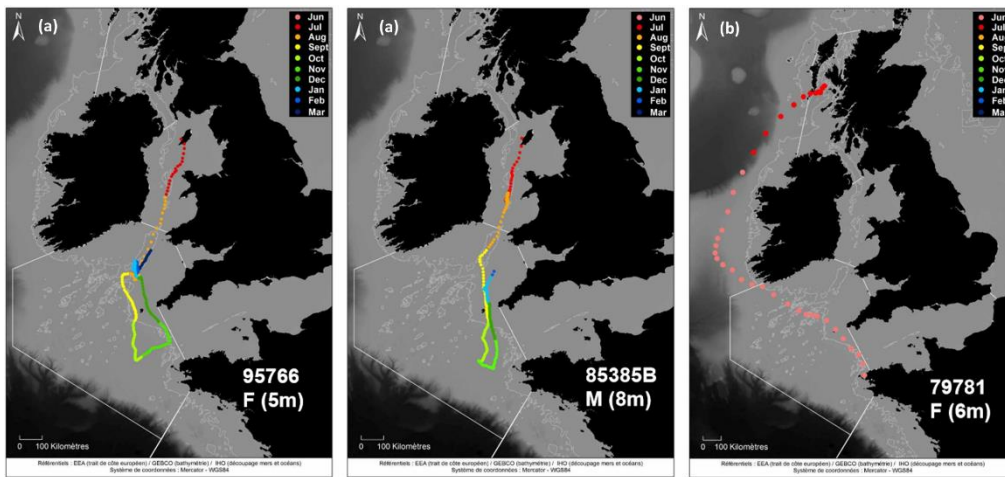 N
(a)
Jun
Jul
Aug
Sept
Oct
Nov
Dec
Jan
Feb
Mar
95766
F (5m)
0 100 Kilomètres
Référentiels : EEA (trait de côte européen) / GEBCO (bathymétrie) / IHO (découpage mers et océans)
Système de coordonnées : Mercator - WGS84
N
(a)
Jun
Jul
Aug
Sept
Oct
Nov
Dec
Jan
Feb
Mar
85385B
M (8m)
0 100 Kilomètres
Référentiels : EEA (trait de côte européen) / GEBCO (bathymétrie) / IHO (découpage mers et océans)
Système de coordonnées : Mercator - WGS84
N
(b)
Jun
Jul
Aug
Sept
Oct
Nov
Dec
Jan
Feb
Mar
79781
F (6m)
0 100 Kilomètres
Référentiels : EEA (trait de côte européen) / GEBCO (bathymétrie) / IHO (découpage mers et océans)
Système de coordonnées : Mercator - WGS84